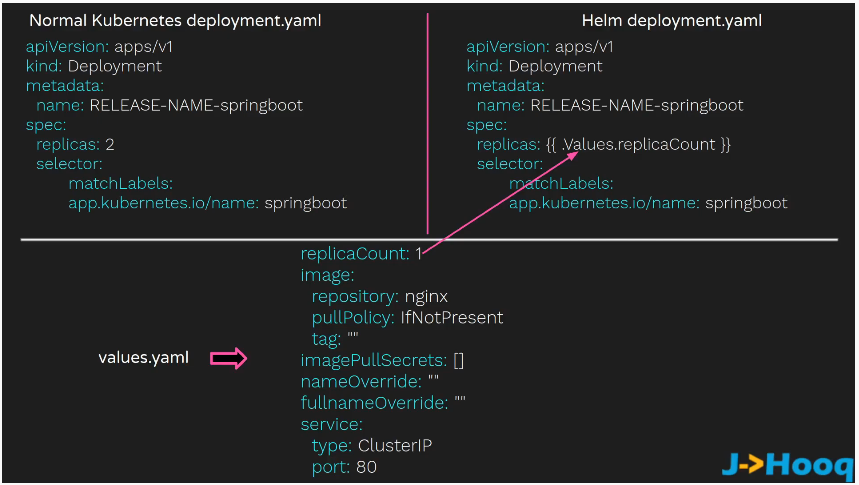 Normal Kubernetes deployment.yaml
apiVersion: apps/v1
kind: Deployment
metadata:
name: RELEASE-NAME-springboot
spec:
replicas: 2
selector:
matchLabels:
app.kubernetes.io/name: springboot
Helm deployment.yaml
apiVersion: apps/v1
kind: Deployment
metadata:
name: RELEASE-NAME-springboot
spec:
replicas: {{ .Values.replicaCount }}
selector:
matchLabels:
app.kubernetes.io/name: springboot
values.yaml
replicaCount: 1
image:
repository: nginx
pullPolicy: IfNotPresent
tag: ""
imagePullSecrets: []
nameOverride: ""
fullnameOverride: ""
service:
type: ClusterIP
port: 80
J->Hooq